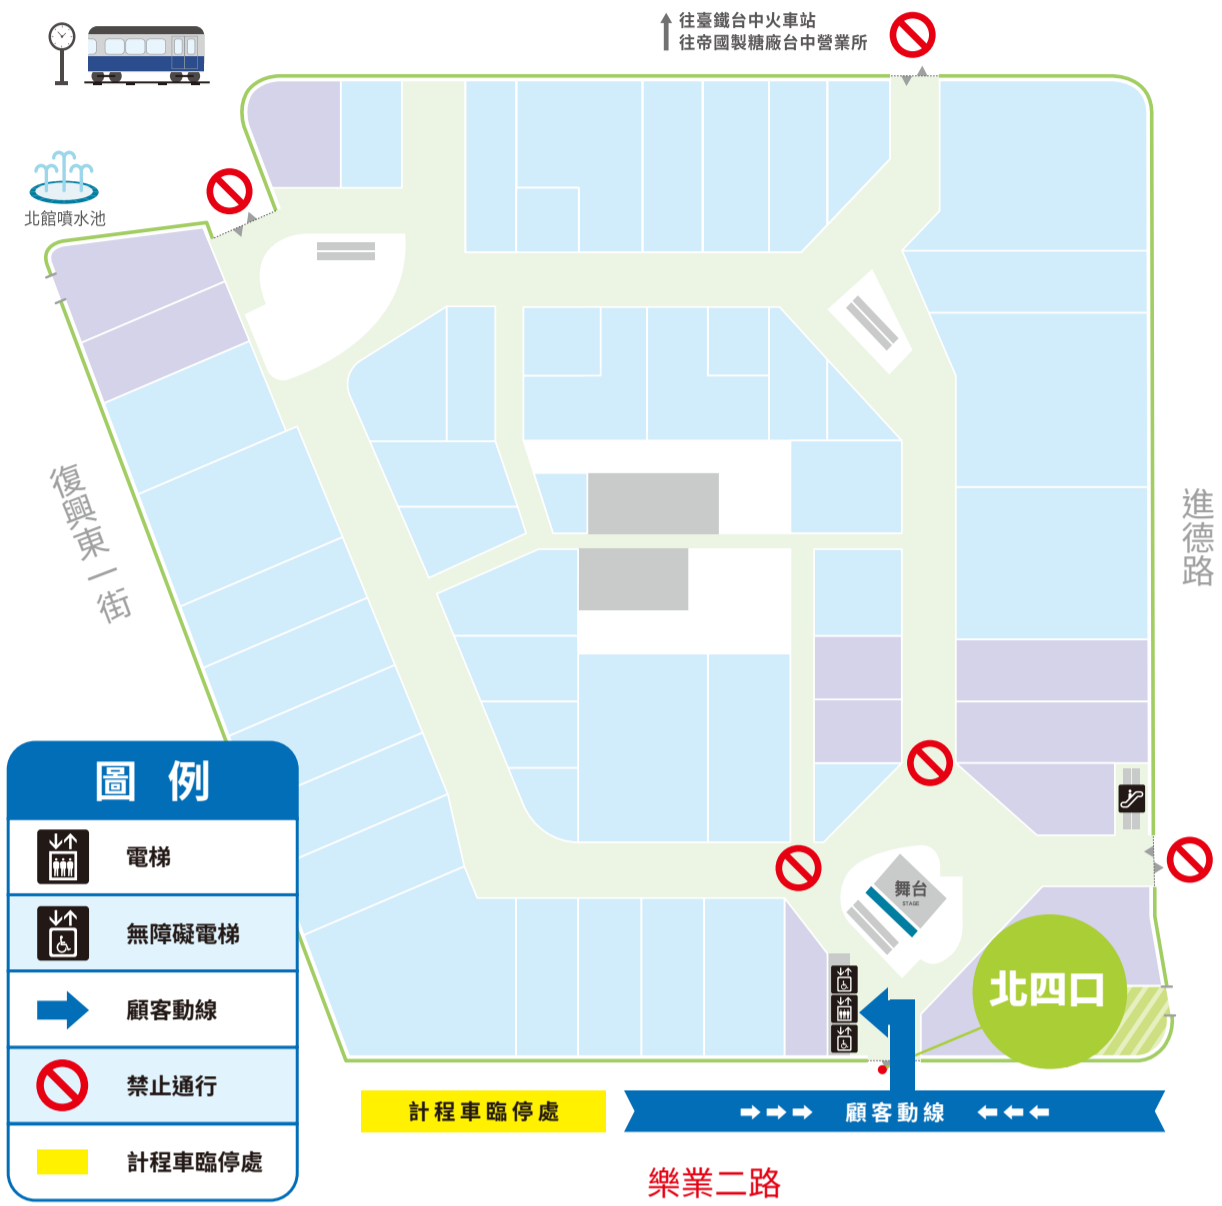 往臺鐵台中火車站
往帝國製糖廠台中營業所
北館噴水池
復興東一街
進德路
圖例
電梯
無障礙電梯
顧客動線
禁止通行
計程車臨停處
舞台
STAGE
北四口
計程車臨停處
顧客動線
樂業二路